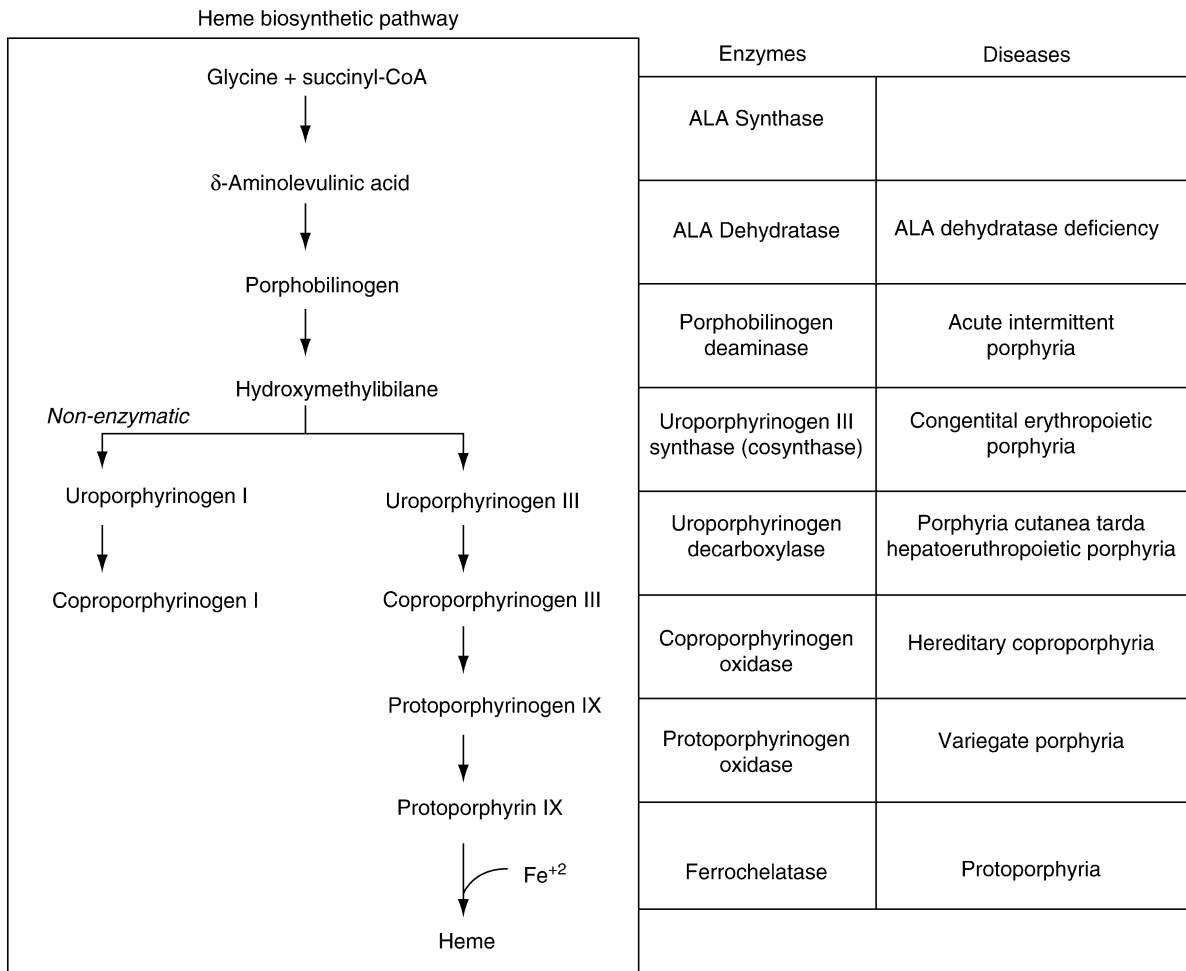 Heme biosynthetic pathway
Enzymes
Diseases
Glycine + succinyl-CoA
ALA Synthase
δ-Aminolevulinic acid
ALA Dehydratase
ALA dehydratase deficiency
Porphobilinogen
Porphobilinogen
deaminase
Acute intermittent
porphyria
Hydroxymethylibilane
Non-enzymatic
Uroporphyrinogen III
synthase (cosynthase)
Congentital erythropoietic
porphyria
Uroporphyrinogen I
Uroporphyrinogen III
Uroporphyrinogen
decarboxylase
Porphyria cutanea tarda
hepatoeruthropoietic porphyria
Coproporphyrinogen I
Coproporphyrinogen III
Coproporphyrinogen
oxidase
Hereditary coproporphyria
Protoporphyrinogen IX
Protoporphyrinogen
oxidase
Variegate porphyria
Protoporphyrin IX
Fe+2
Ferrochelatase
Protoporphyria
Heme